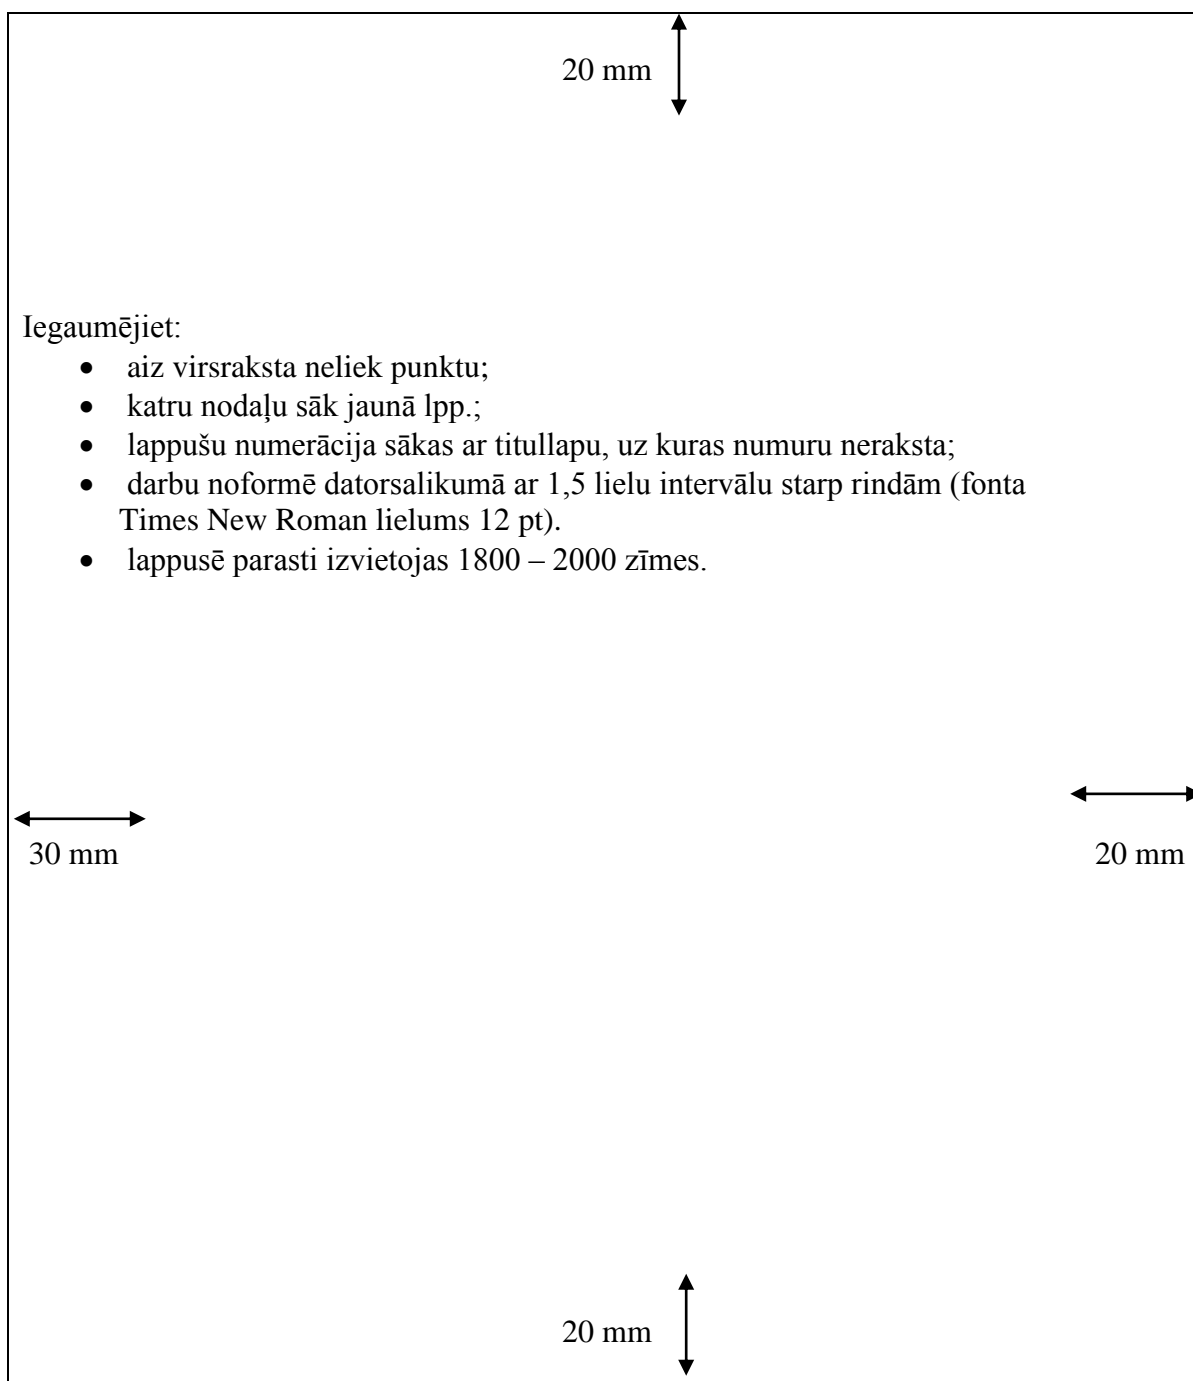 20 mm
Iegaumējiet:
• aiz virsraksta neliek punktu;
• katru nodaļu sāk jaunā lpp.;
• lappušu numerācija sākas ar titullapu, uz kuras numuru neraksta;
• darbu noformē datorsalikumā ar 1,5 lielu intervālu starp rindām (fonta
Times New Roman lielums 12 pt).
• lappusē parasti izvietojas 1800 – 2000 zīmes.
30 mm
20 mm
20 mm